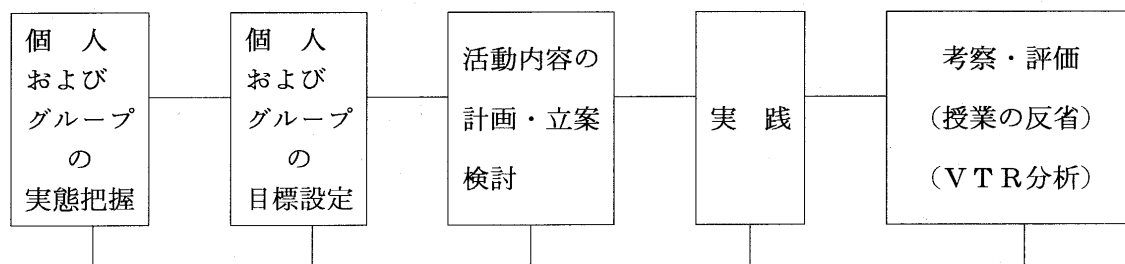 個　人
および
グループ
の
実態把握
個　人
および
グループ
の
目標設定
活動内容の
計画・立案
検討
実　践
考察・評価
（授業の反省）
（ＶＴＲ分析）